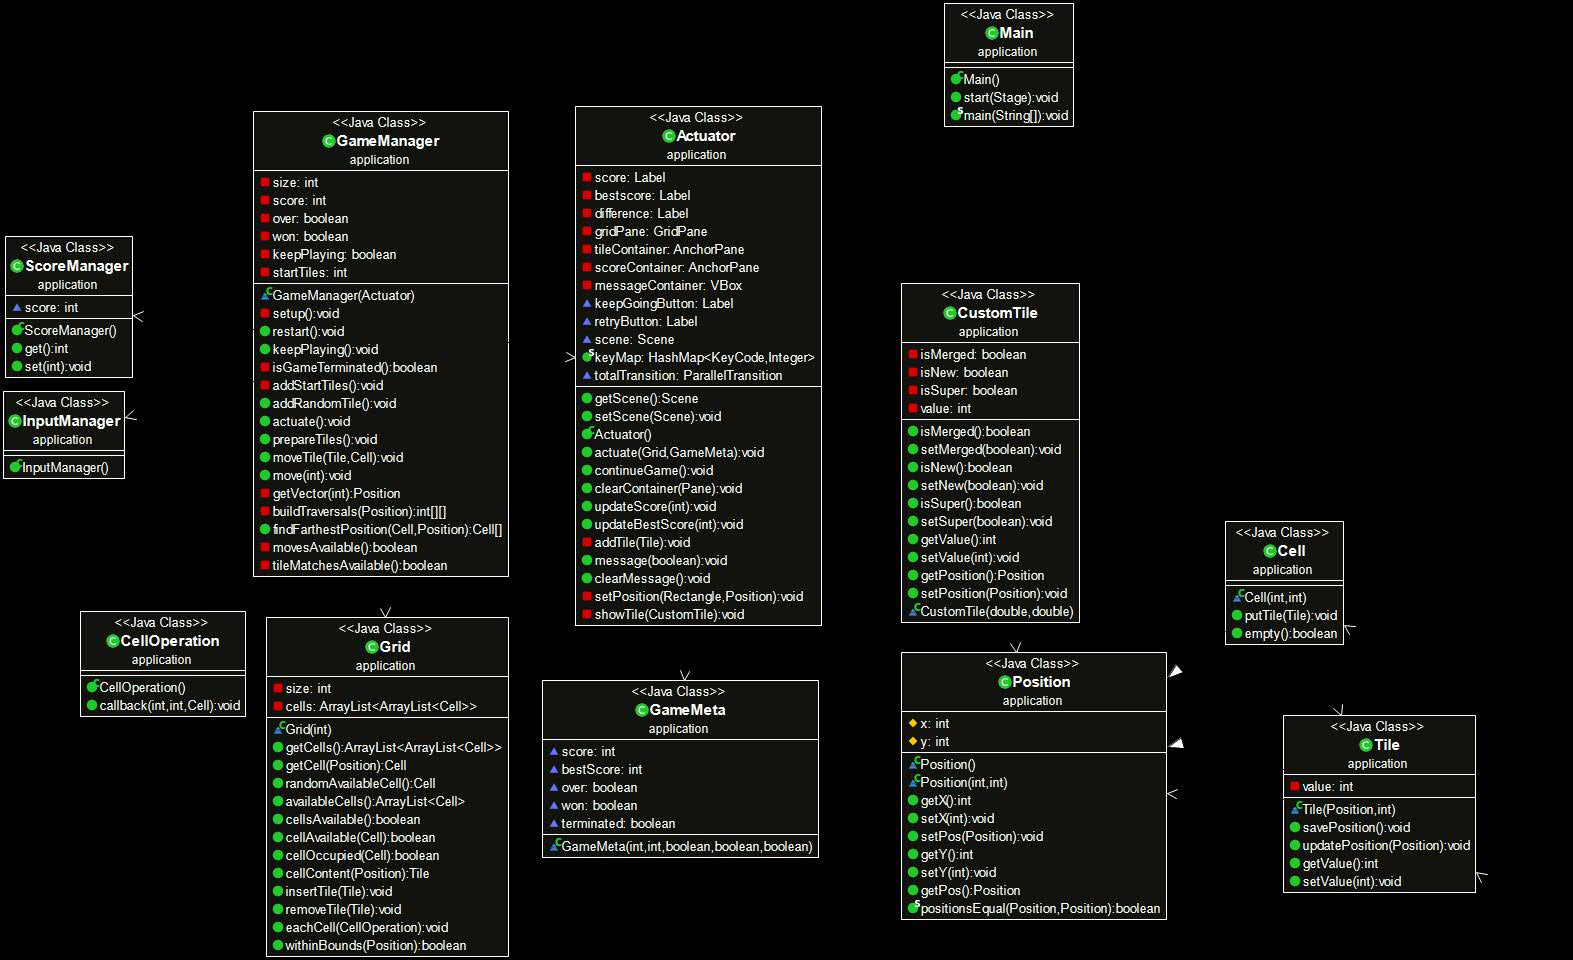 <<Java Class>>
Main
application
Main()
start(Stage):void
main(String[]):void
<<Java Class>>
GameManager
application
size: int
score: int
over: boolean
won: boolean
keepPlaying: boolean
startTiles: int
GameManager(Actuator)
setup():void
restart():void
keepPlaying():void
isGameTerminated():boolean
addStartTiles():void
addRandomTile():void
actuate():void
prepareTiles():void
moveTile(Tile,Cell):void
move(int):void
getVector(int):Position
buildTraversals(Position):int[][]
findFarthestPosition(Cell,Position):Cell[]
movesAvailable():boolean
tileMatchesAvailable():boolean
<<Java Class>>
Actuator
application
score: Label
bestscore: Label
difference: Label
gridPane: GridPane
tileContainer: AnchorPane
scoreContainer: AnchorPane
messageContainer: VBox
keepGoingButton: Label
retryButton: Label
scene: Scene
keyMap: HashMap<KeyCode,Integer>
totalTransition: ParallelTransition
getScene():Scene
setScene(Scene):void
Actuator()
actuate(Grid,GameMeta):void
continueGame():void
clearContainer(Pane):void
updateScore(int):void
updateBestScore(int):void
addTile(Tile):void
message(boolean):void
clearMessage():void
setPosition(Rectangle,Position):void
showTile(CustomTile):void
<<Java Class>>
ScoreManager
application
score: int
ScoreManager()
get():int
set(int):void
<<Java Class>>
InputManager
application
InputManager()
<<Java Class>>
CustomTile
application
isMerged: boolean
isNew: boolean
isSuper: boolean
value: int
isMerged():boolean
setMerged(boolean):void
isNew():boolean
setNew(boolean):void
isSuper():boolean
setSuper(boolean):void
getValue():int
setValue(int):void
getPosition():Position
setPosition(Position):void
CustomTile(double,double)
<<Java Class>>
Cell
application
Cell(int,int)
putTile(Tile):void
empty():boolean
<<Java Class>>
CellOperation
application
CellOperation()
callback(int,int,Cell):void
<<Java Class>>
Grid
application
size: int
cells: ArrayList<ArrayList<Cell>>
Grid(int)
getCells():ArrayList<ArrayList<Cell>>
getCell(Position):Cell
randomAvailableCell():Cell
availableCells():ArrayList<Cell>
cellsAvailable():boolean
cellAvailable(Cell):boolean
cellOccupied(Cell):boolean
cellContent(Position):Tile
insertTile(Tile):void
removeTile(Tile):void
eachCell(CellOperation):void
withinBounds(Position):boolean
<<Java Class>>
GameMeta
application
score: int
bestScore: int
over: boolean
won: boolean
terminated: boolean
GameMeta(int,int,boolean,boolean,boolean)
<<Java Class>>
Position
application
x: int
y: int
Position()
Position(int,int)
getX():int
setX(int):void
setPos(Position):void
getY():int
setY(int):void
getPos():Position
positionsEqual(Position,Position):boolean
<<Java Class>>
Tile
application
value: int
Tile(Position,int)
savePosition():void
updatePosition(Position):void
getValue():int
setValue(int):void